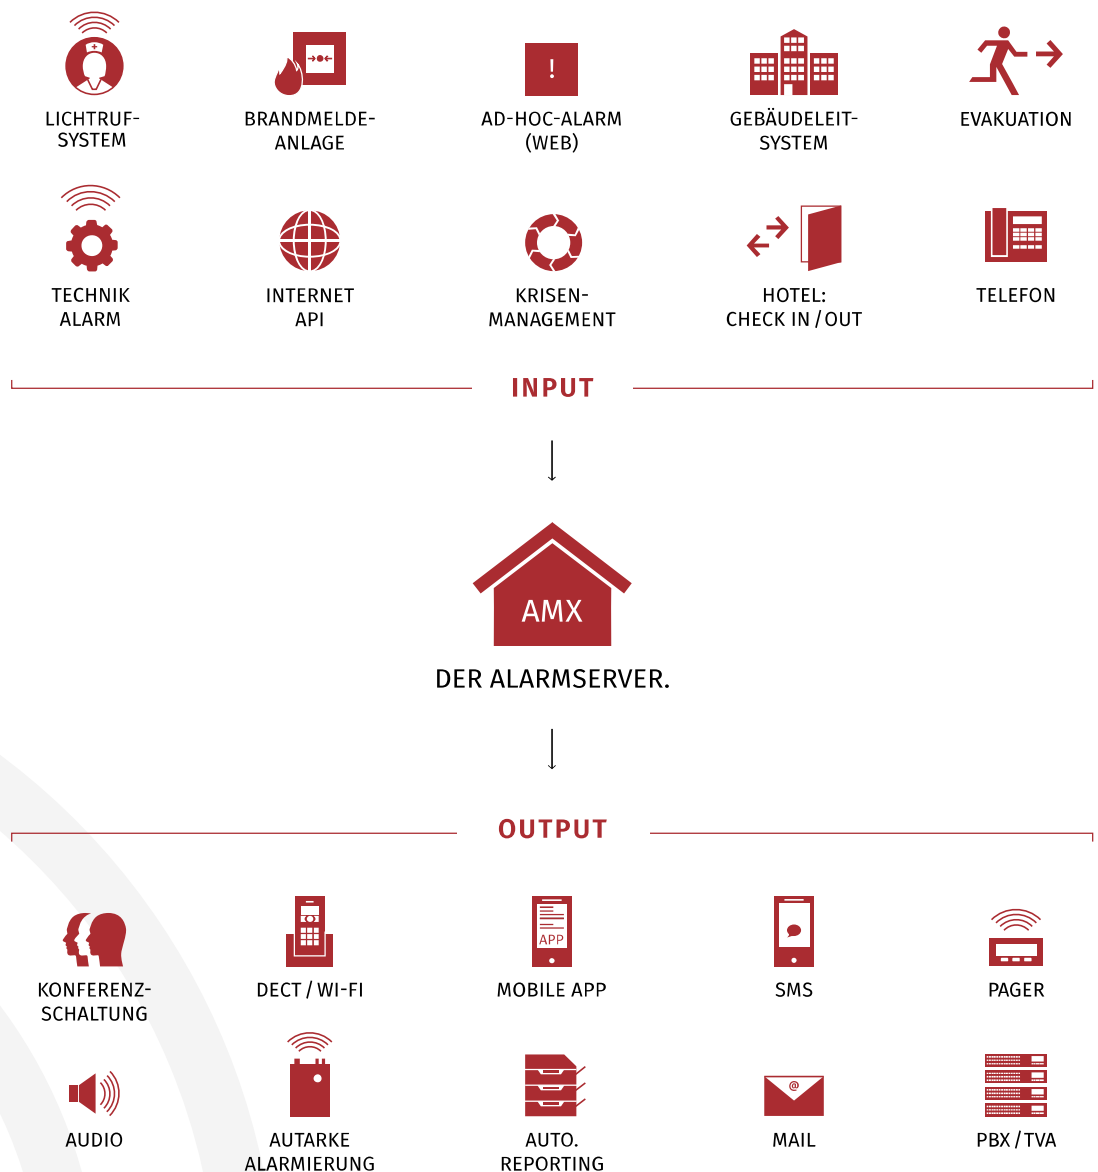 LICHTRUF-
SYSTEM
BRANDMELDE-
ANLAGE
!
AD-HOC-ALARM
(WEB)
GEBÄUDELEIT-
SYSTEM
EVAKUATION
TECHNIK
ALARM
INTERNET
API
KRISEN-
MANAGEMENT
HOTEL:
CHECK IN / OUT
TELEFON
INPUT
AMX
DER ALARMSERVER.
OUTPUT
KONFERENZ-
SCHALTUNG
DECT / WI-FI
APP
MOBILE APP
SMS
PAGER
AUDIO
AUTARKE
ALARMIERUNG
AUTO.
REPORTING
@
MAIL
PBX / TVA